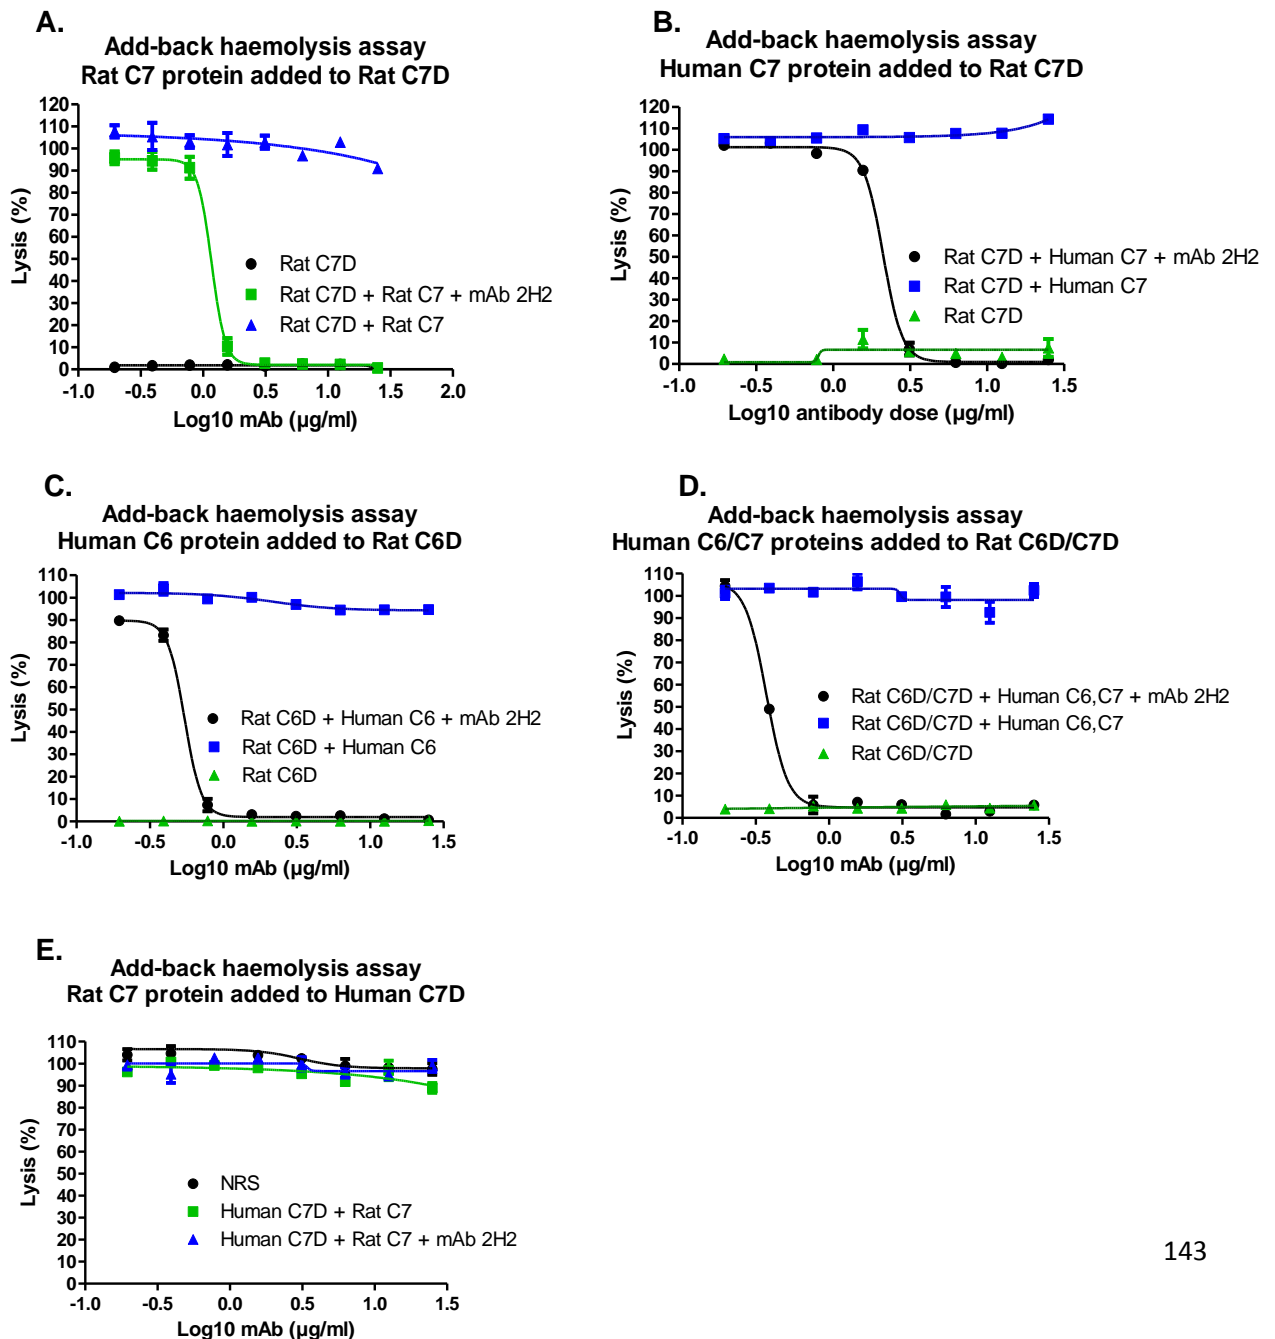 A.
Add-back haemolysis assay
Rat C7 protein added to Rat C7D
120
110
100
90
80
70
60
50
40
30
20
10
0
Lysis (%)
Rat C7D
Rat C7D + Rat C7 + mAb 2H2
Rat C7D + Rat C7
-1.0 -0.5 0.0 0.5 1.0 1.5 2.0
Log10 mAb (µg/ml)
B.
Add-back haemolysis assay
Human C7 protein added to Rat C7D
120
110
100
90
80
70
60
50
40
30
20
10
0
Lysis (%)
Rat C7D + Human C7 + mAb 2H2
Rat C7D + Human C7
Rat C7D
-1.0 -0.5 0.0 0.5 1.0 1.5
Log10 antibody dose (µg/ml)
C.
Add-back haemolysis assay
Human C6 protein added to Rat C6D
110
100
90
80
70
60
50
40
30
20
10
0
Lysis (%)
Rat C6D + Human C6 + mAb 2H2
Rat C6D + Human C6
Rat C6D
-1.0 -0.5 0.0 0.5 1.0 1.5
Log10 mAb (µg/ml)
D.
Add-back haemolysis assay
Human C6/C7 proteins added to Rat C6D/C7D
110
100
90
80
70
60
50
40
30
20
10
0
Lysis (%)
Rat C6D/C7D + Human C6,C7 + mAb 2H2
Rat C6D/C7D + Human C6,C7
Rat C6D/C7D
-1.0 -0.5 0.0 0.5 1.0 1.5
Log10 mAb (µg/ml)
E.
Add-back haemolysis assay
Rat C7 protein added to Human C7D
110
100
90
80
70
60
50
40
30
20
10
0
Lysis (%)
NRS
Human C7D + Rat C7
Human C7D + Rat C7 + mAb 2H2
-1.0 -0.5 0.0 0.5 1.0 1.5
Log10 mAb (µg/ml)
143